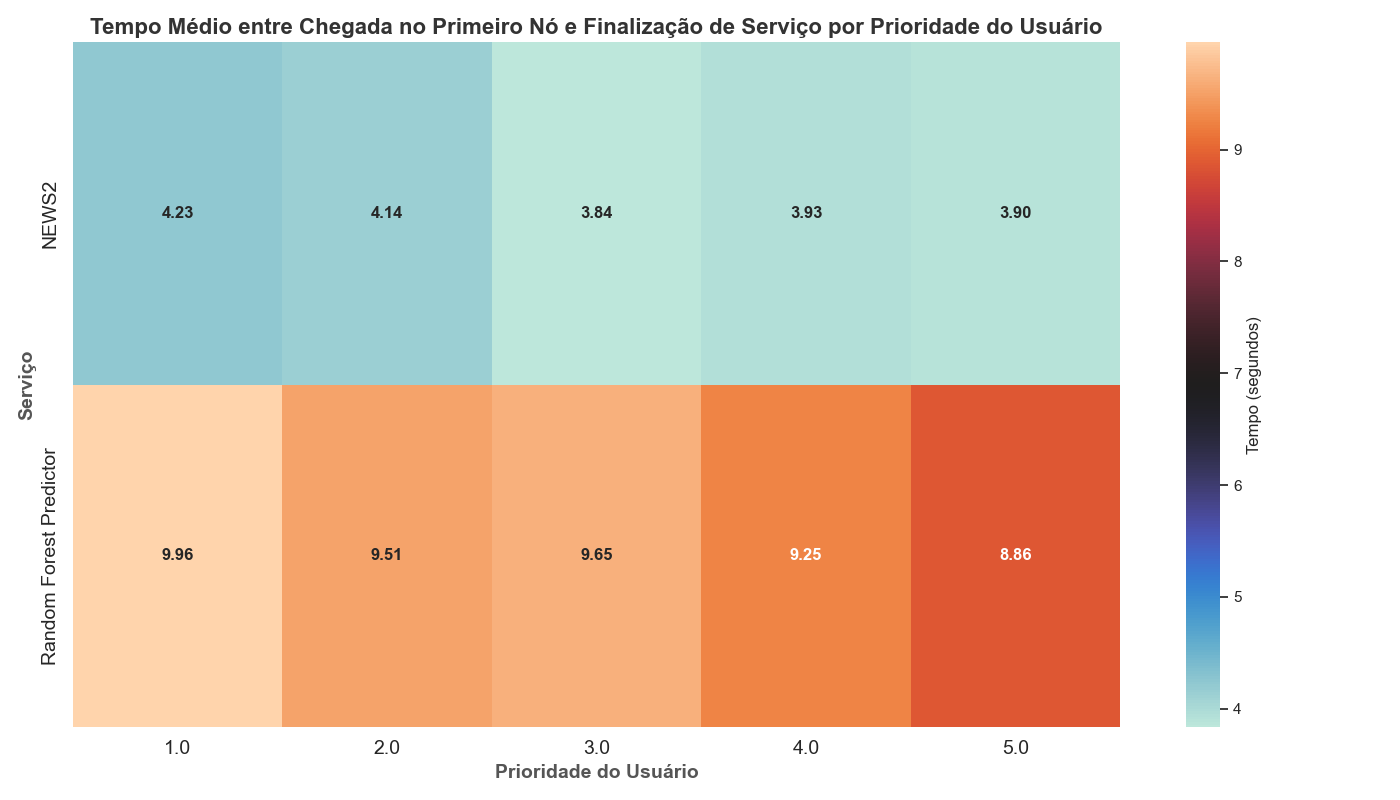 Tempo Médio entre Chegada no Primeiro Nó e Finalização de Serviço por Prioridade do Usuário
Serviço
NEWS2
4.23 4.14 3.84 3.93 3.90
Random Forest Predictor
9.96 9.51 9.65 9.25 8.86
1.0 2.0 3.0 4.0 5.0
Prioridade do Usuário
9
8
7
6
5
4
Tempo (segundos)